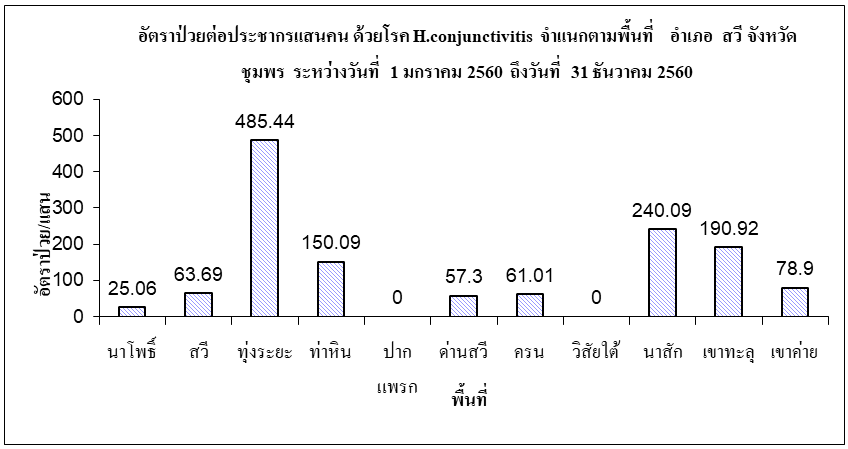 อัตราป่วยต่อประชากรแสนคน ด้วยโรค H.conjunctivitis จำแนกตามพื้นที่ อำเภอ สวี จังหวัด
ชุมพร ระหว่างวันที่ 1 มกราคม 2560 ถึงวันที่ 31 ธันวาคม 2560
อัตราป่วย/แสน
600
500
400
300
200
100
0
25.06
63.69
485.44
150.09
0
57.3
61.01
0
240.09
190.92
78.9
นาโพธิ์
สวี
ทุ่งระยะ
ท่าหิน
ปาก
แพรก
ด่านสวี
ครน
วิสัยใต้
นาสัก
เขาทะลุ
เขาค่าย
พื้นที่